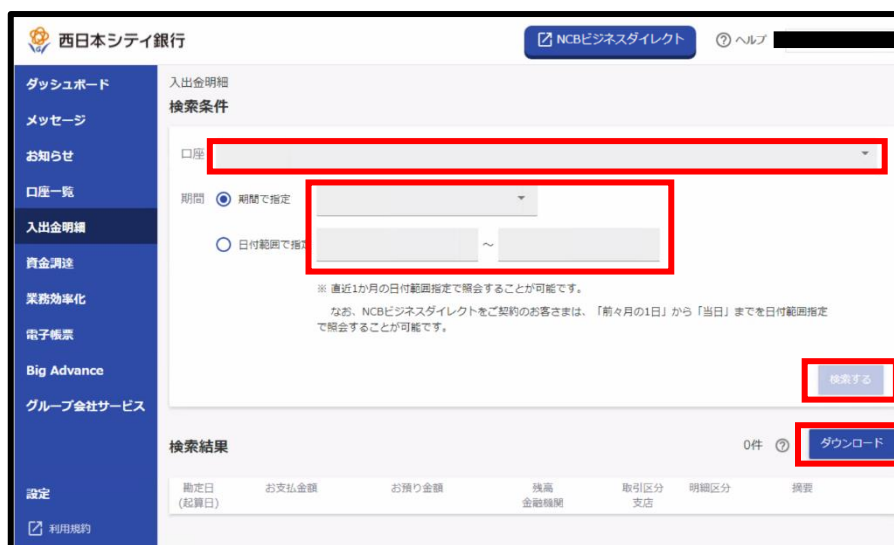 西日本シティ銀行
NCBビジネスダイレクト
ヘルプ
ダッシュボード
メッセージ
お知らせ
口座一覧
入出金明細
資金調達
業務効率化
電子帳票
Big Advance
グループ会社サービス
設定
利用規約
入出金明細
検索条件
口座
期間
期間で指定
日付範囲で指定
～
※ 直近1か月の日付範囲指定で照会することが可能です。
なお、NCBビジネスダイレクトをご契約のお客さまは、「前々月の1日」から「当日」までを日付範囲指定
で照会することが可能です。
検索する
検索結果
0件
ダウンロード
勘定日 お支払金額 お預り金額 残高 取引区分 明細区分 摘要
(起算日) 金融機関 支店